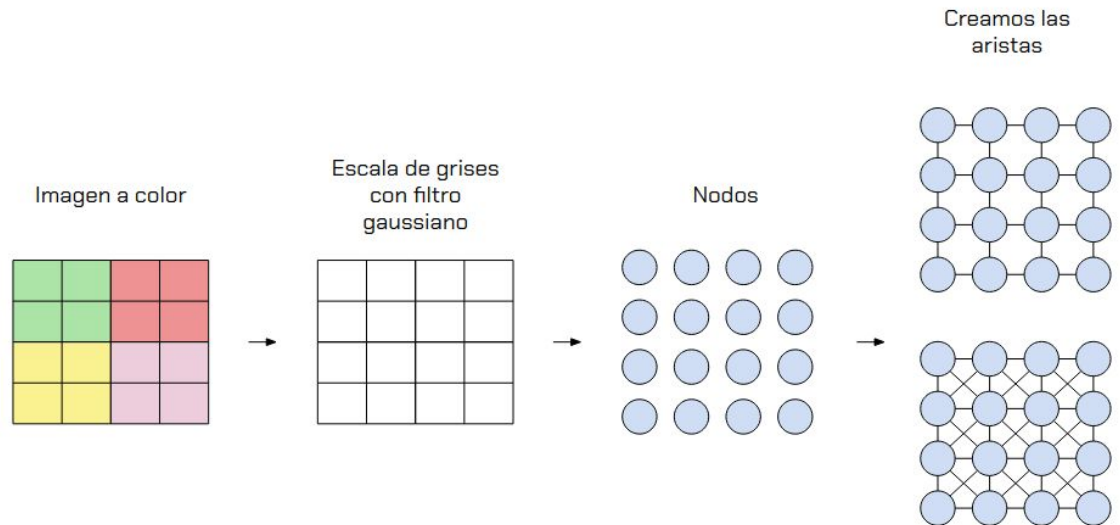 Imagen a color
Escala de grises
con filtro
gaussiano
Nodos
Creamos las
aristas